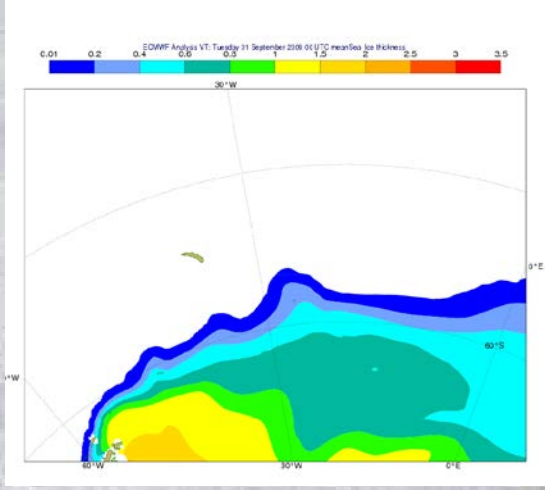 ECMWF Analysis VT: Tuesday 01 September 2009 00 UTC meanSea Ice thickness
0.01 0.2 0.4 0.6 0.8 1 1.5 2 2.5 3 3.5
30°W
0°E
60°S
°W
60°W 30°W 0°E